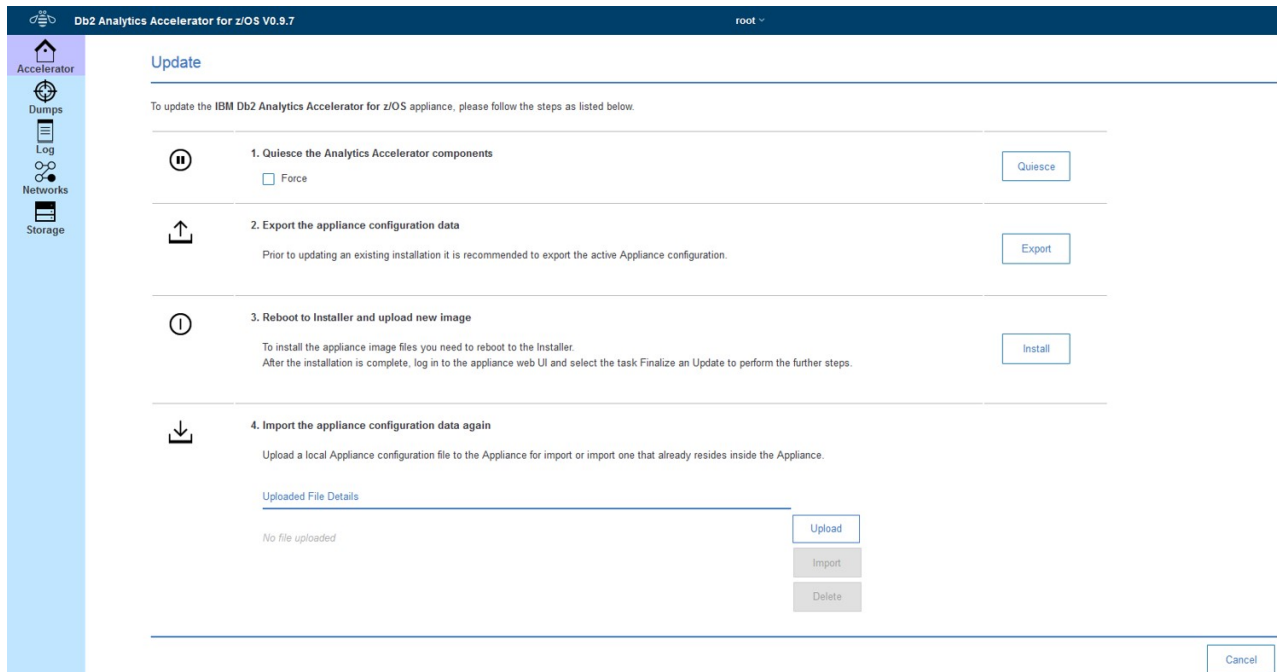 Db2 Analytics Accelerator for z/OS V0.9.7
root
Accelerator
Dumps
Log
Networks
Storage
Update
To update the IBM Db2 Analytics Accelerator for z/OS appliance, please follow the steps as listed below.
1. Quiesce the Analytics Accelerator components
Force
Quiesce
2. Export the appliance configuration data
Prior to updating an existing installation it is recommended to export the active Appliance configuration.
Export
3. Reboot to Installer and upload new image
To install the appliance image files you need to reboot to the Installer.
After the installation is complete, log in to the appliance web UI and select the task Finalize an Update to perform the further steps.
Install
4. Import the appliance configuration data again
Upload a local Appliance configuration file to the Appliance for import or import one that already resides inside the Appliance.
Uploaded File Details
No file uploaded
Upload
Import
Delete
Cancel